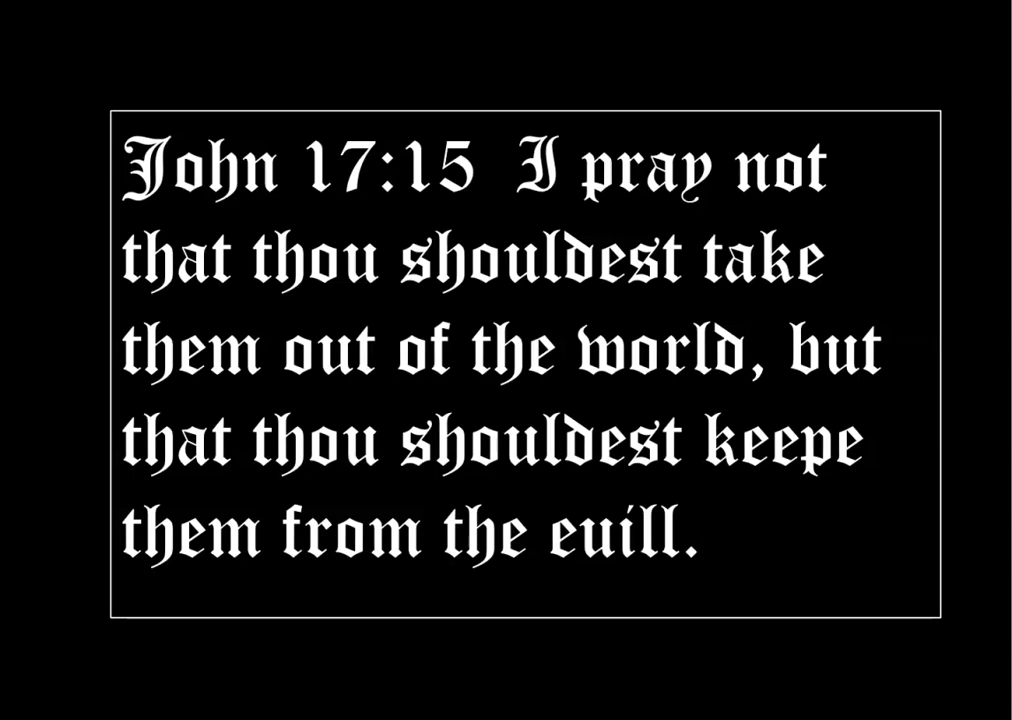 John 17:15  I pray not
that thou shouldest take
them out of the world, but
that thou shouldest keepe
them from the euill.